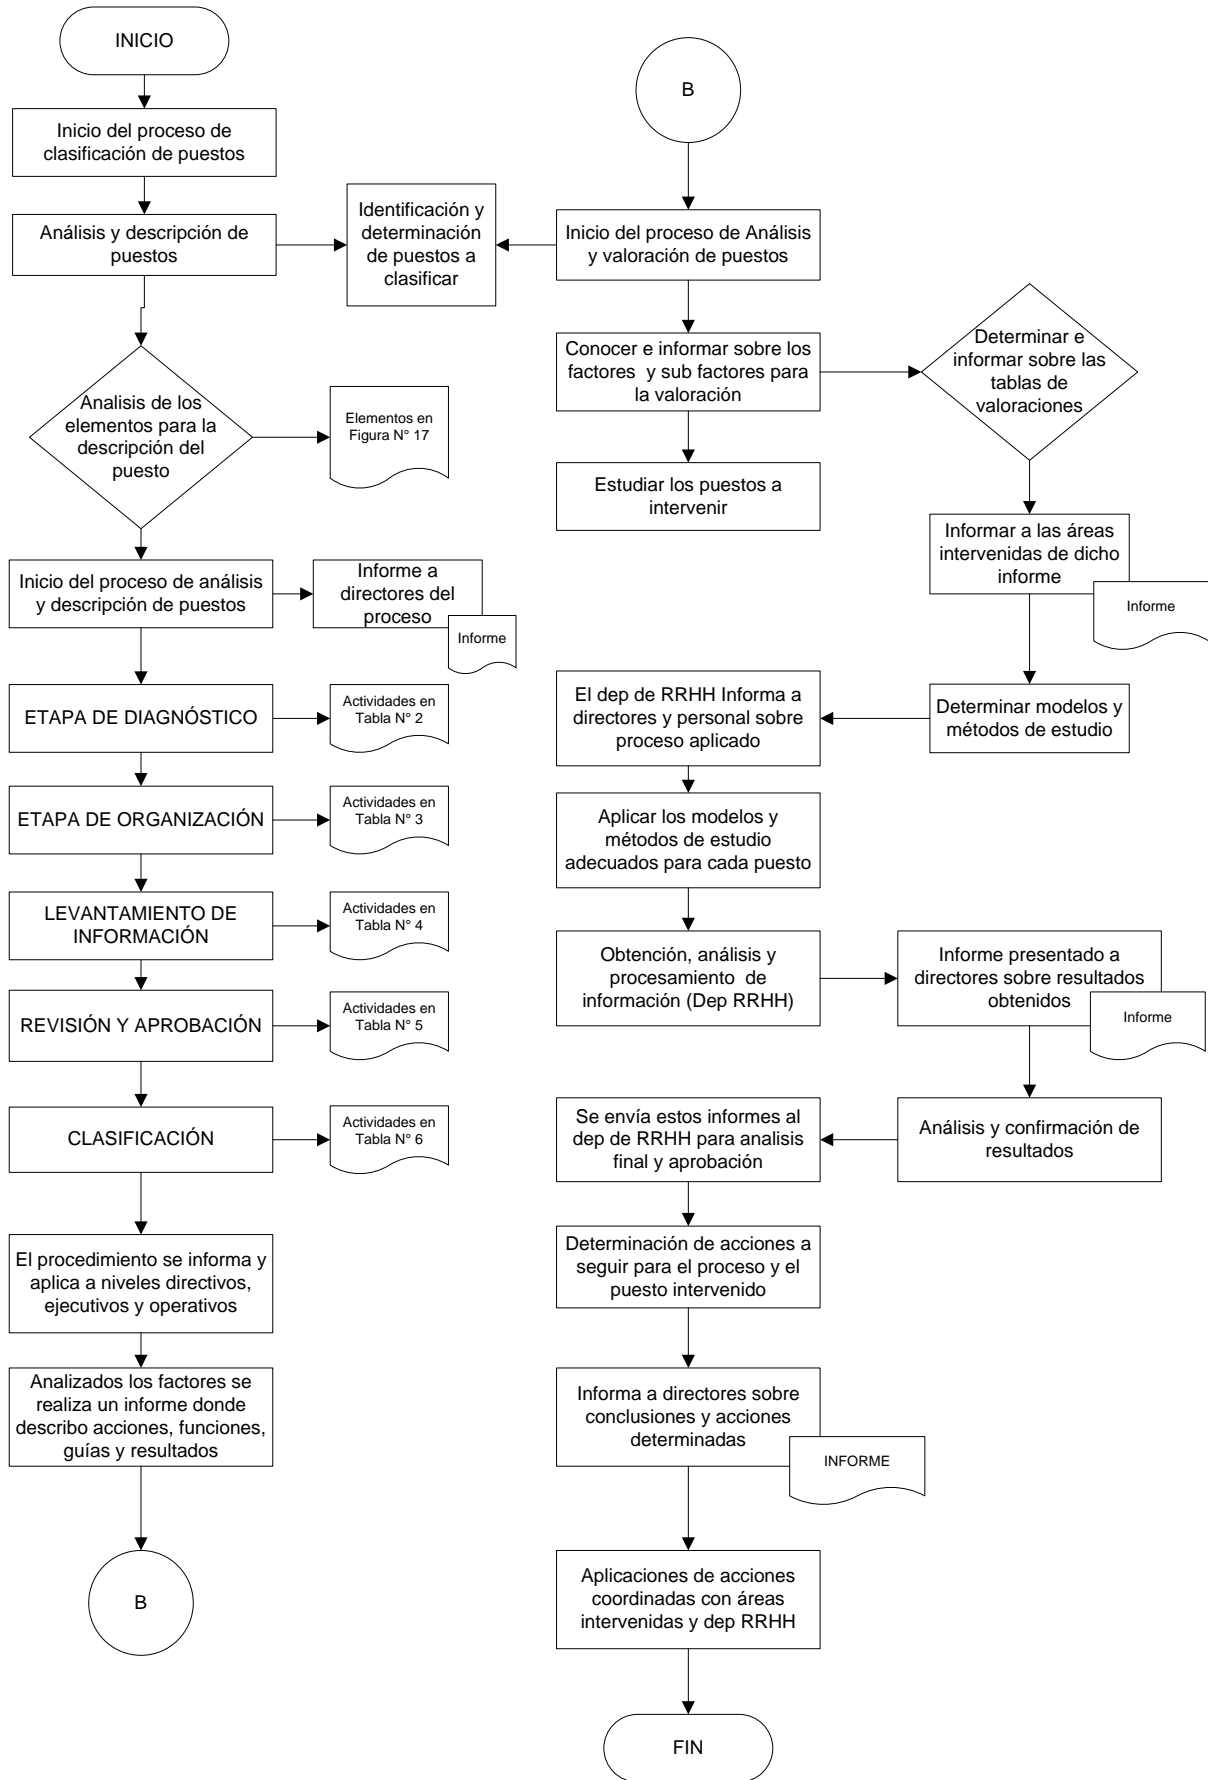 INICIO
Inicio del proceso de
clasificación de puestos
Análisis y descripción de
puestos
Identificación y
determinación
de puestos a
clasificar
Analisis de los
elementos para la
descripción del
puesto
Elementos en
Figura N° 17
Inicio del proceso de análisis
y descripción de puestos
Informe a
directores del
proceso
Informe
ETAPA DE DIAGNÓSTICO
Actividades en
Tabla N° 2
ETAPA DE ORGANIZACIÓN
Actividades en
Tabla N° 3
LEVANTAMIENTO DE
INFORMACIÓN
Actividades en
Tabla N° 4
REVISIÓN Y APROBACIÓN
Actividades en
Tabla N° 5
CLASIFICACIÓN
Actividades en
Tabla N° 6
El procedimiento se informa y
aplica a niveles directivos,
ejecutivos y operativos
Analizados los factores se
realiza un informe donde
describo acciones, funciones,
guías y resultados
B
B
Inicio del proceso de Análisis
y valoración de puestos
Conocer e informar sobre los
factores y sub factores para
la valoración
Determinar e
informar sobre las
tablas de
valoraciones
Estudiar los puestos a
intervenir
Informar a las áreas
intervenidas de dicho
informe
Informe
Determinar modelos y
métodos de estudio
El dep de RRHH Informa a
directores y personal sobre
proceso aplicado
Aplicar los modelos y
métodos de estudio
adecuados para cada puesto
Obtención, análisis y
procesamiento de
información (Dep RRHH)
Informe presentado a
directores sobre resultados
obtenidos
Informe
Análisis y confirmación de
resultados
Se envía estos informes al
dep de RRHH para analisis
final y aprobación
Determinación de acciones a
seguir para el proceso y el
puesto intervenido
Informa a directores sobre
conclusiones y acciones
determinadas
INFORME
Aplicaciones de acciones
coordinadas con áreas
intervenidas y dep RRHH
FIN